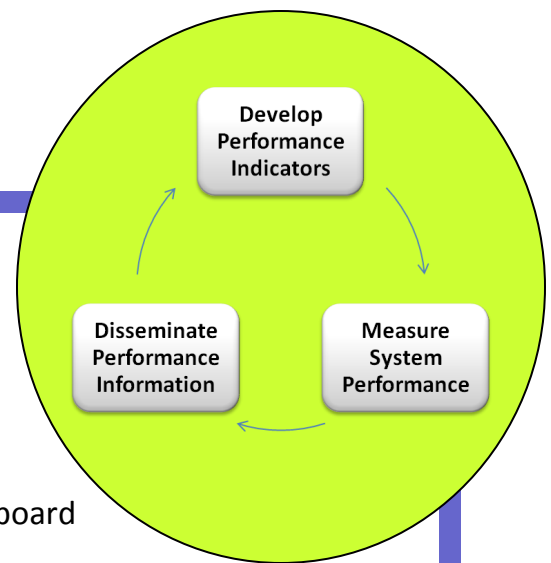 Develop
Performance
Indicators
Disseminate
Performance
Information
Measure
System
Performance
board